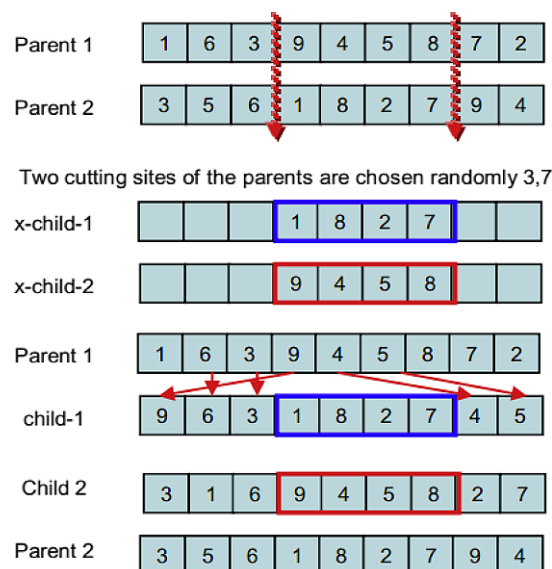 Parent 1 1 6 3 9 4 5 8 7 2
Parent 2 3 5 6 1 8 2 7 9 4
Two cutting sites of the parents are chosen randomly 3,7
x-child-1 1 8 2 7
x-child-2 9 4 5 8
Parent 1 1 6 3 9 4 5 8 7 2
child-1 9 6 3 1 8 2 7 4 5
Child 2 3 1 6 9 4 5 8 2 7
Parent 2 3 5 6 1 8 2 7 9 4